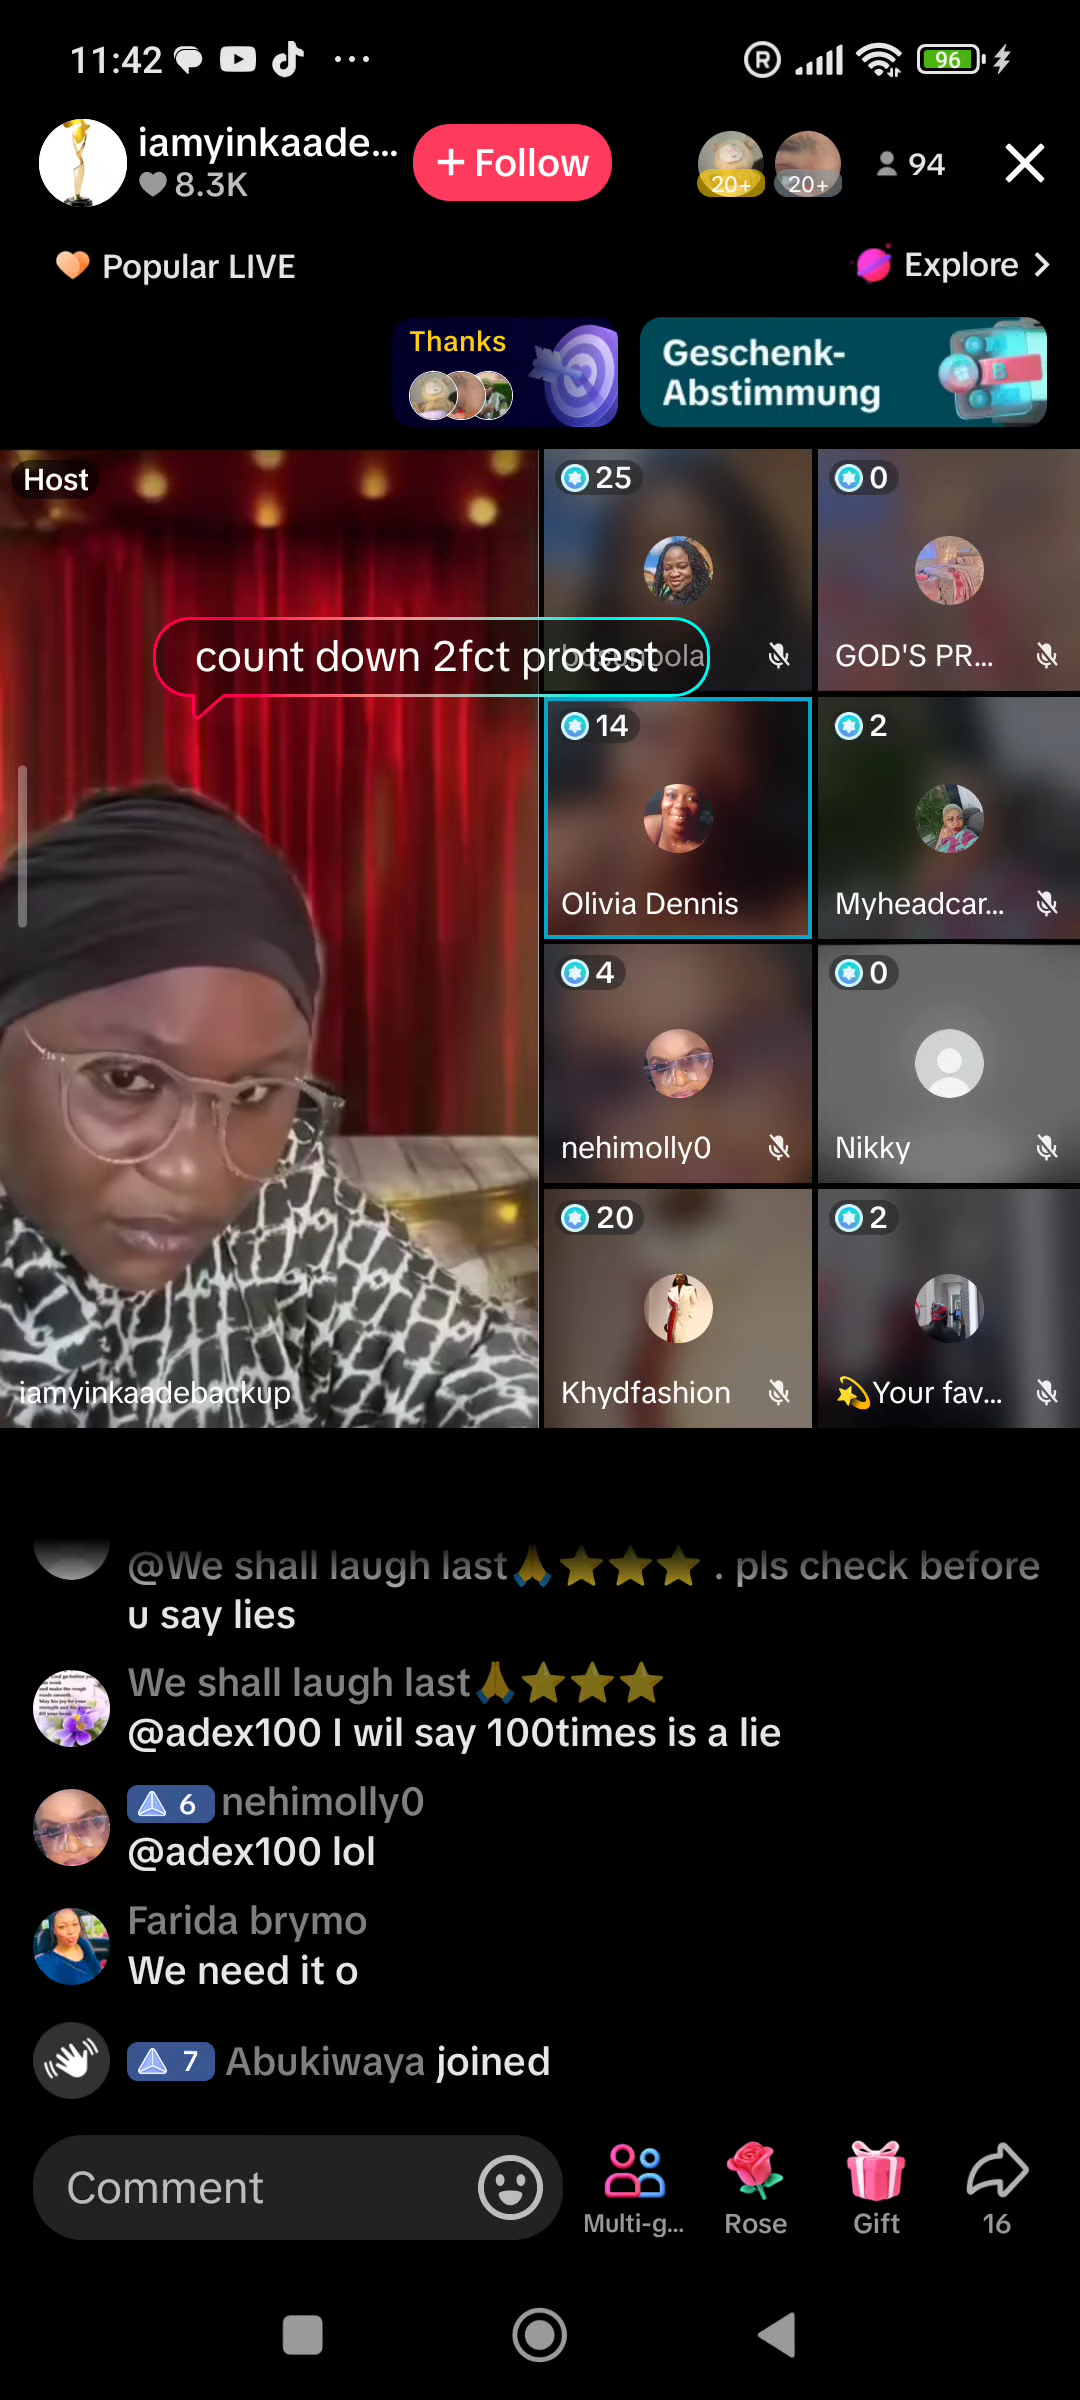 11:42
R
96
iamyinkaade...
8.3K
+ Follow
20+
20+
94
Popular LIVE
Explore >
Thanks
Geschenk-
Abstimmung
Host
25
0
count down 2fct protest
GOD'S PR...
14
2
Olivia Dennis
Myheadcar...
4
0
nehimolly0
Nikky
20
2
iamyinkaadebackup
Khydfashion
💫Your fav...
@We shall laugh last🙏⭐⭐⭐ . pls check before
u say lies
We shall laugh last🙏⭐⭐⭐
@adex100 I wil say 100times is a lie
6 nehimolly0
@adex100 lol
Farida brymo
We need it o
7 Abukiwaya joined
Comment
Multi-g...
Rose
Gift
16